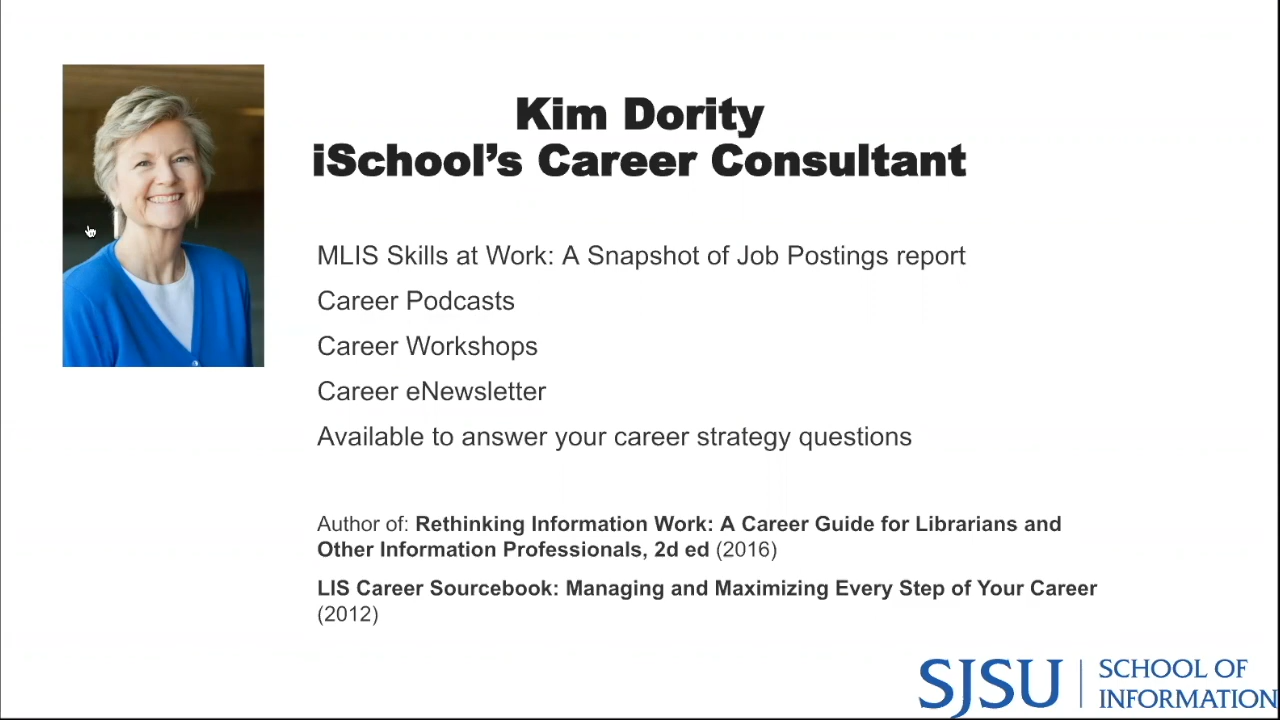 Kim Dority
iSchool’s Career Consultant
MLIS Skills at Work: A Snapshot of Job Postings report
Career Podcasts
Career Workshops
Career eNewsletter
Available to answer your career strategy questions
Author of: Rethinking Information Work: A Career Guide for Librarians and
Other Information Professionals, 2d ed (2016)
LIS Career Sourcebook: Managing and Maximizing Every Step of Your Career
(2012)
SJSU
SCHOOL OF
INFORMATION